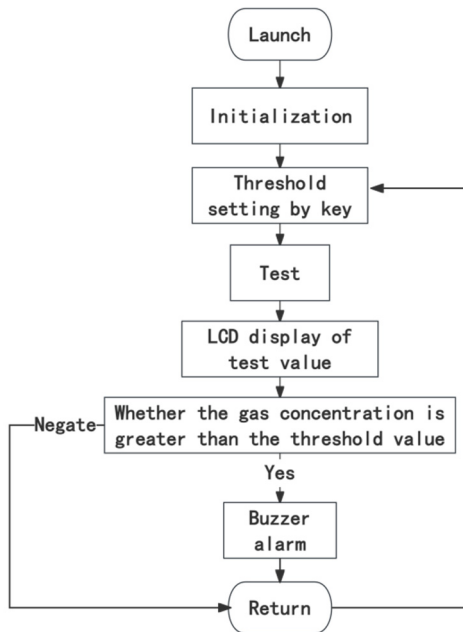 Launch
Initialization
Threshold
setting by key
Test
LCD display of
test value
Whether the gas concentration is
greater than the threshold value
Negate
Yes
Buzzer
alarm
Return